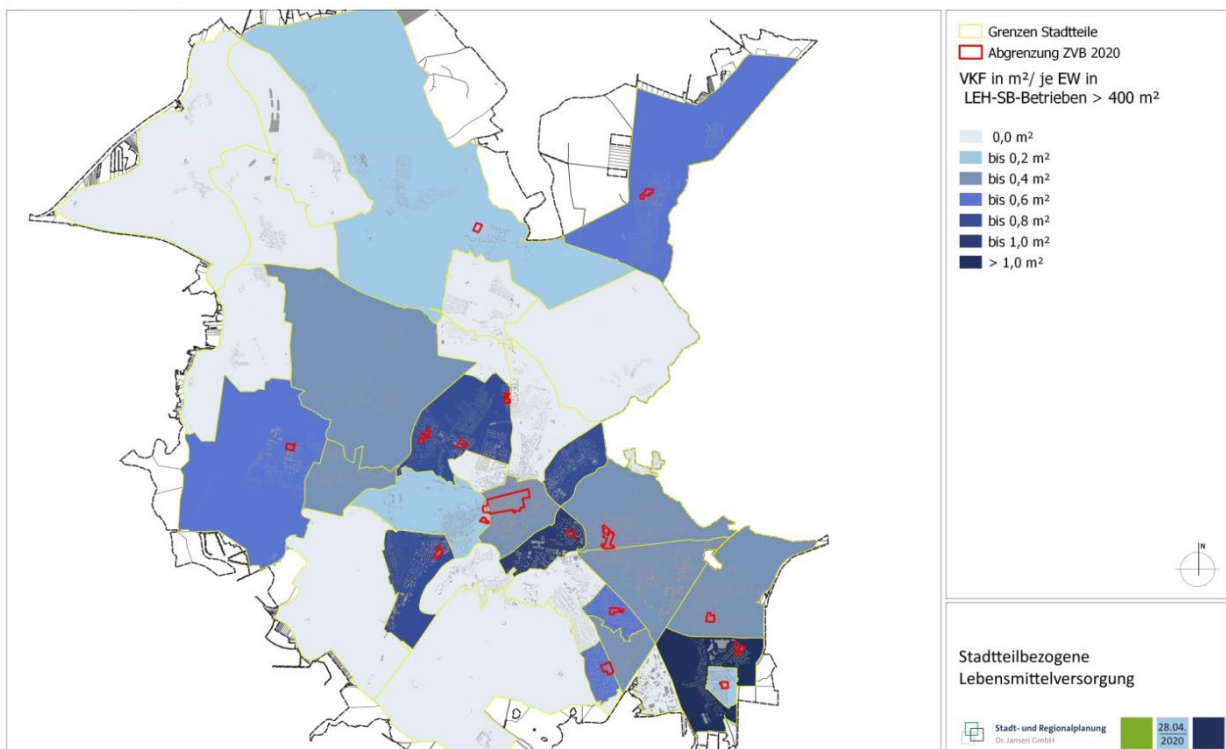 Grenzen Stadtteile
Abgrenzung ZVB 2020
VKF in m²/ je EW in
LEH-SB-Betrieben > 400 m²
0,0 m²
bis 0,2 m²
bis 0,4 m²
bis 0,6 m²
bis 0,8 m²
bis 1,0 m²
> 1,0 m²
N
Stadtteilbezogene
Lebensmittelversorgung
Stadt- und Regionalplanung
Dr. Jansen GmbH
28.04.
2020